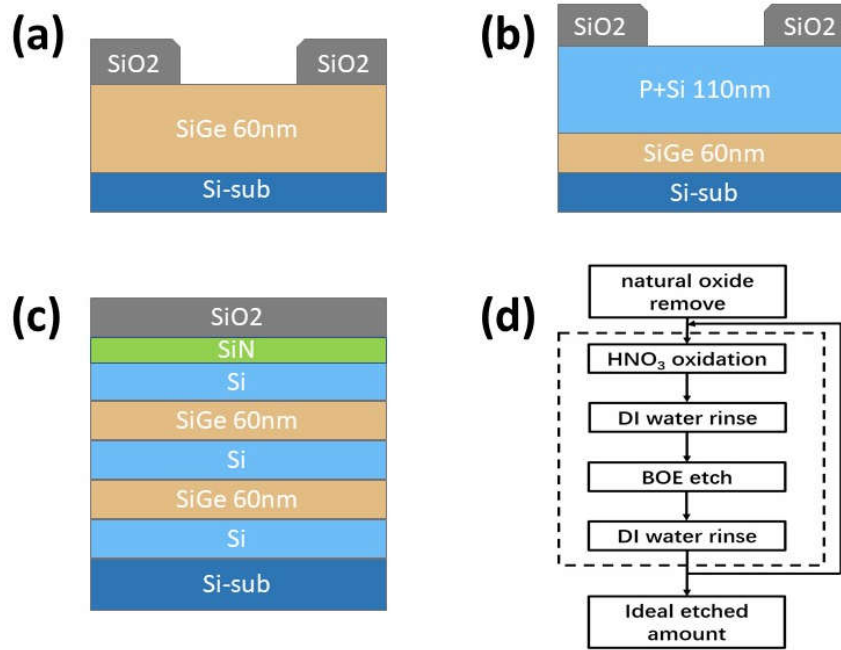 (a)
SiO2 SiO2
SiGe 60nm
Si-sub
(b)
SiO2 SiO2
P+Si 110nm
SiGe 60nm
Si-sub
(c)
SiO2
SiN
Si
SiGe 60nm
Si
SiGe 60nm
Si
Si-sub
(d)
natural oxide
remove
HNO₃ oxidation
DI water rinse
BOE etch
DI water rinse
Ideal etched
amount